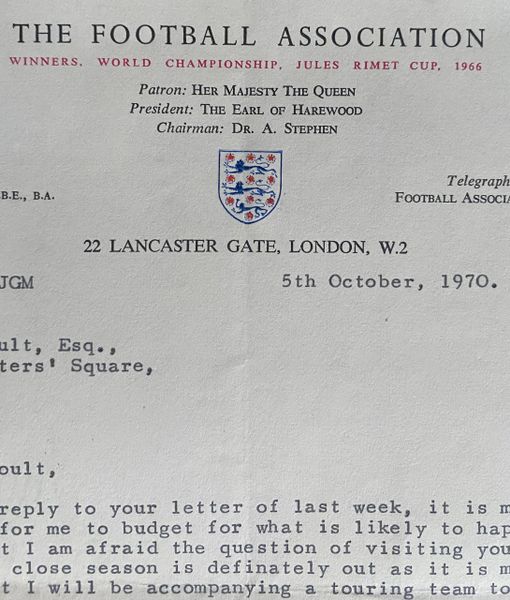 THE FOOTBALL ASSOCIATION
WINNERS, WORLD CHAMPIONSHIP, JULES RIMET CUP, 1966
Patron: HER MAJESTY THE QUEEN
President: THE EARL OF HAREWOOD
Chairman: DR. A. STEPHEN
B.E., B.A.
Telegraph
FOOTBALL ASSOCIA
22 LANCASTER GATE, LONDON, W.2
JGM 5th October, 1970.
ult, Esq.,
ters' Square,
oult,
reply to your letter of last week, it is m
for me to budget for what is likely to hap
t I am afraid the question of visiting you
close season is definately out as it is m
t I will be accompanying a touring team to